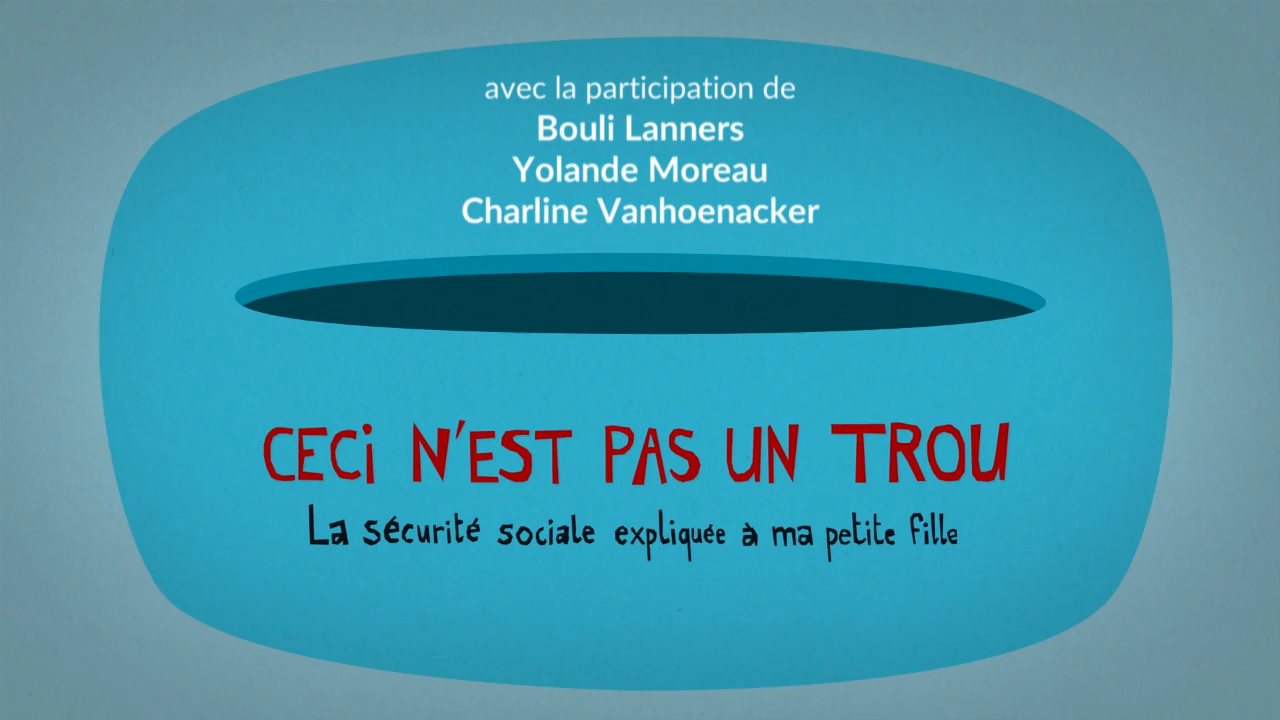 avec la participation de
Bouli Lanners
Yolande Moreau
Charline Vanhoenacker
CECi N'EST PAS UN TROU
La sécurité sociale expliquée à ma petite fille